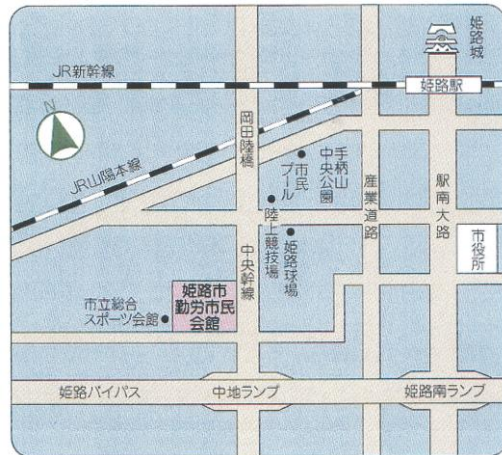 姫路城
JR新幹線
姫路駅
N
岡田陸橋
JR山陽本線
手柄山
中央公園
市民
プール
陸上競技場
姫路球場
産業道路
駅南大路
市役所
中央幹線
姫路市
勤労市民
会館
市立総合
スポーツ会館
姫路バイパス
中地ランプ
姫路南ランプ